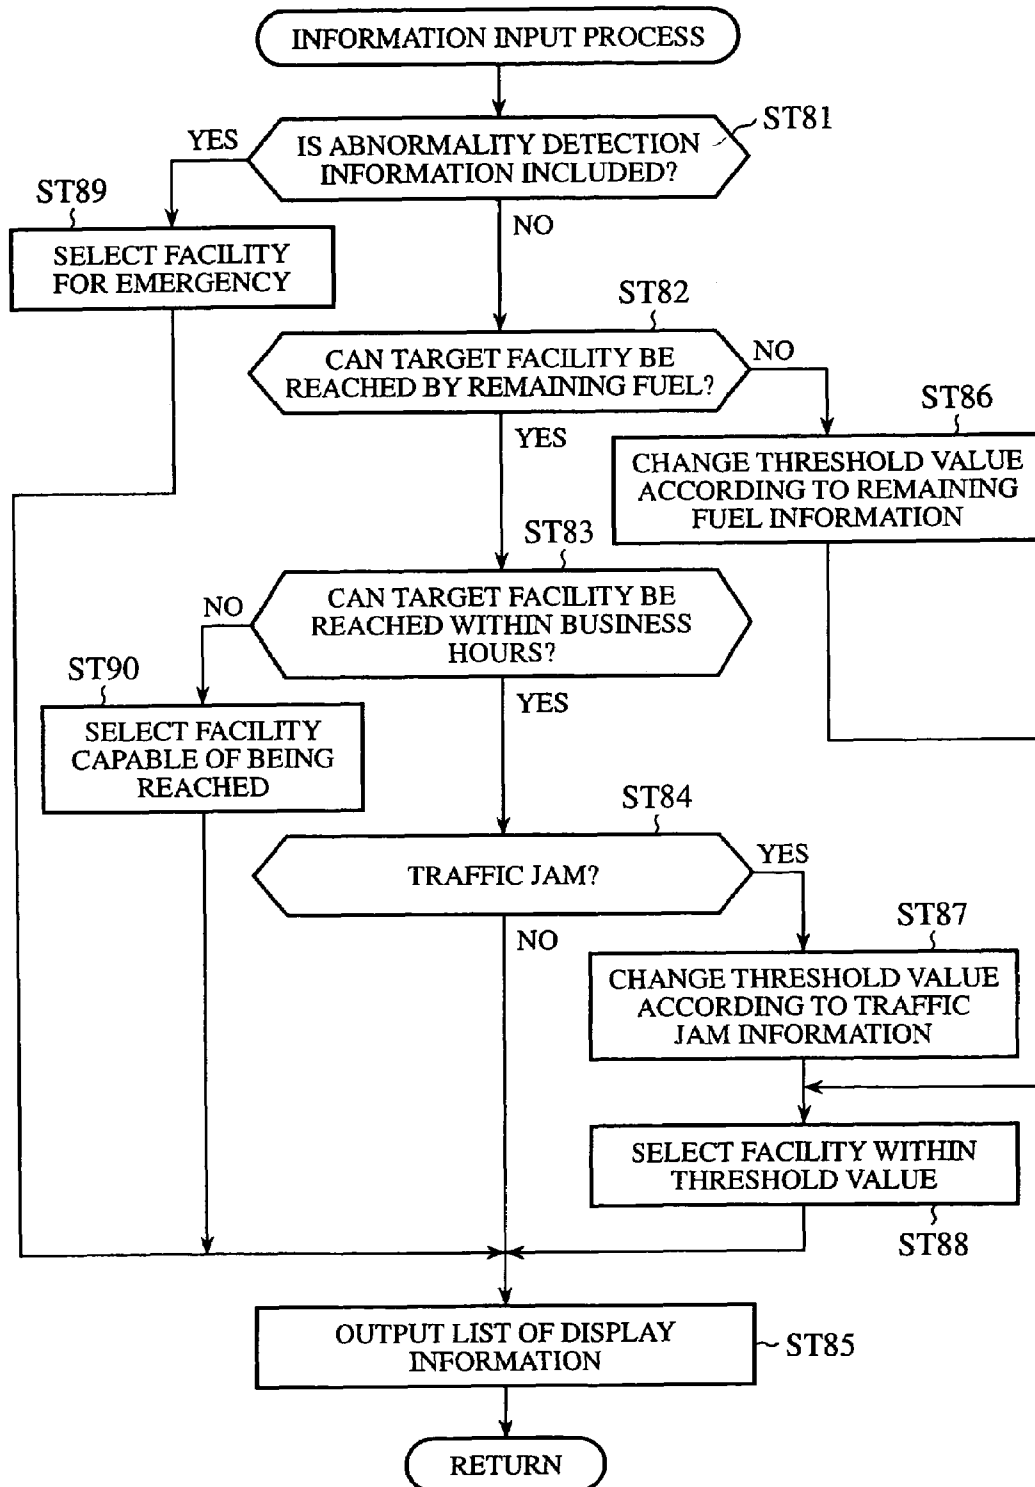 INFORMATION INPUT PROCESS
ST81
YES
IS ABNORMALITY DETECTION
INFORMATION INCLUDED?
ST89
NO
SELECT FACILITY
FOR EMERGENCY
ST82
CAN TARGET FACILITY BE
REACHED BY REMAINING FUEL?
NO
ST86
YES
CHANGE THRESHOLD VALUE
ACCORDING TO REMAINING
FUEL INFORMATION
ST83
CAN TARGET FACILITY BE
REACHED WITHIN BUSINESS
HOURS?
NO
ST90
YES
SELECT FACILITY
CAPABLE OF BEING
REACHED
ST84
TRAFFIC JAM?
YES
ST87
NO
CHANGE THRESHOLD VALUE
ACCORDING TO TRAFFIC
JAM INFORMATION
SELECT FACILITY WITHIN
THRESHOLD VALUE
ST88
OUTPUT LIST OF DISPLAY
INFORMATION
ST85
RETURN